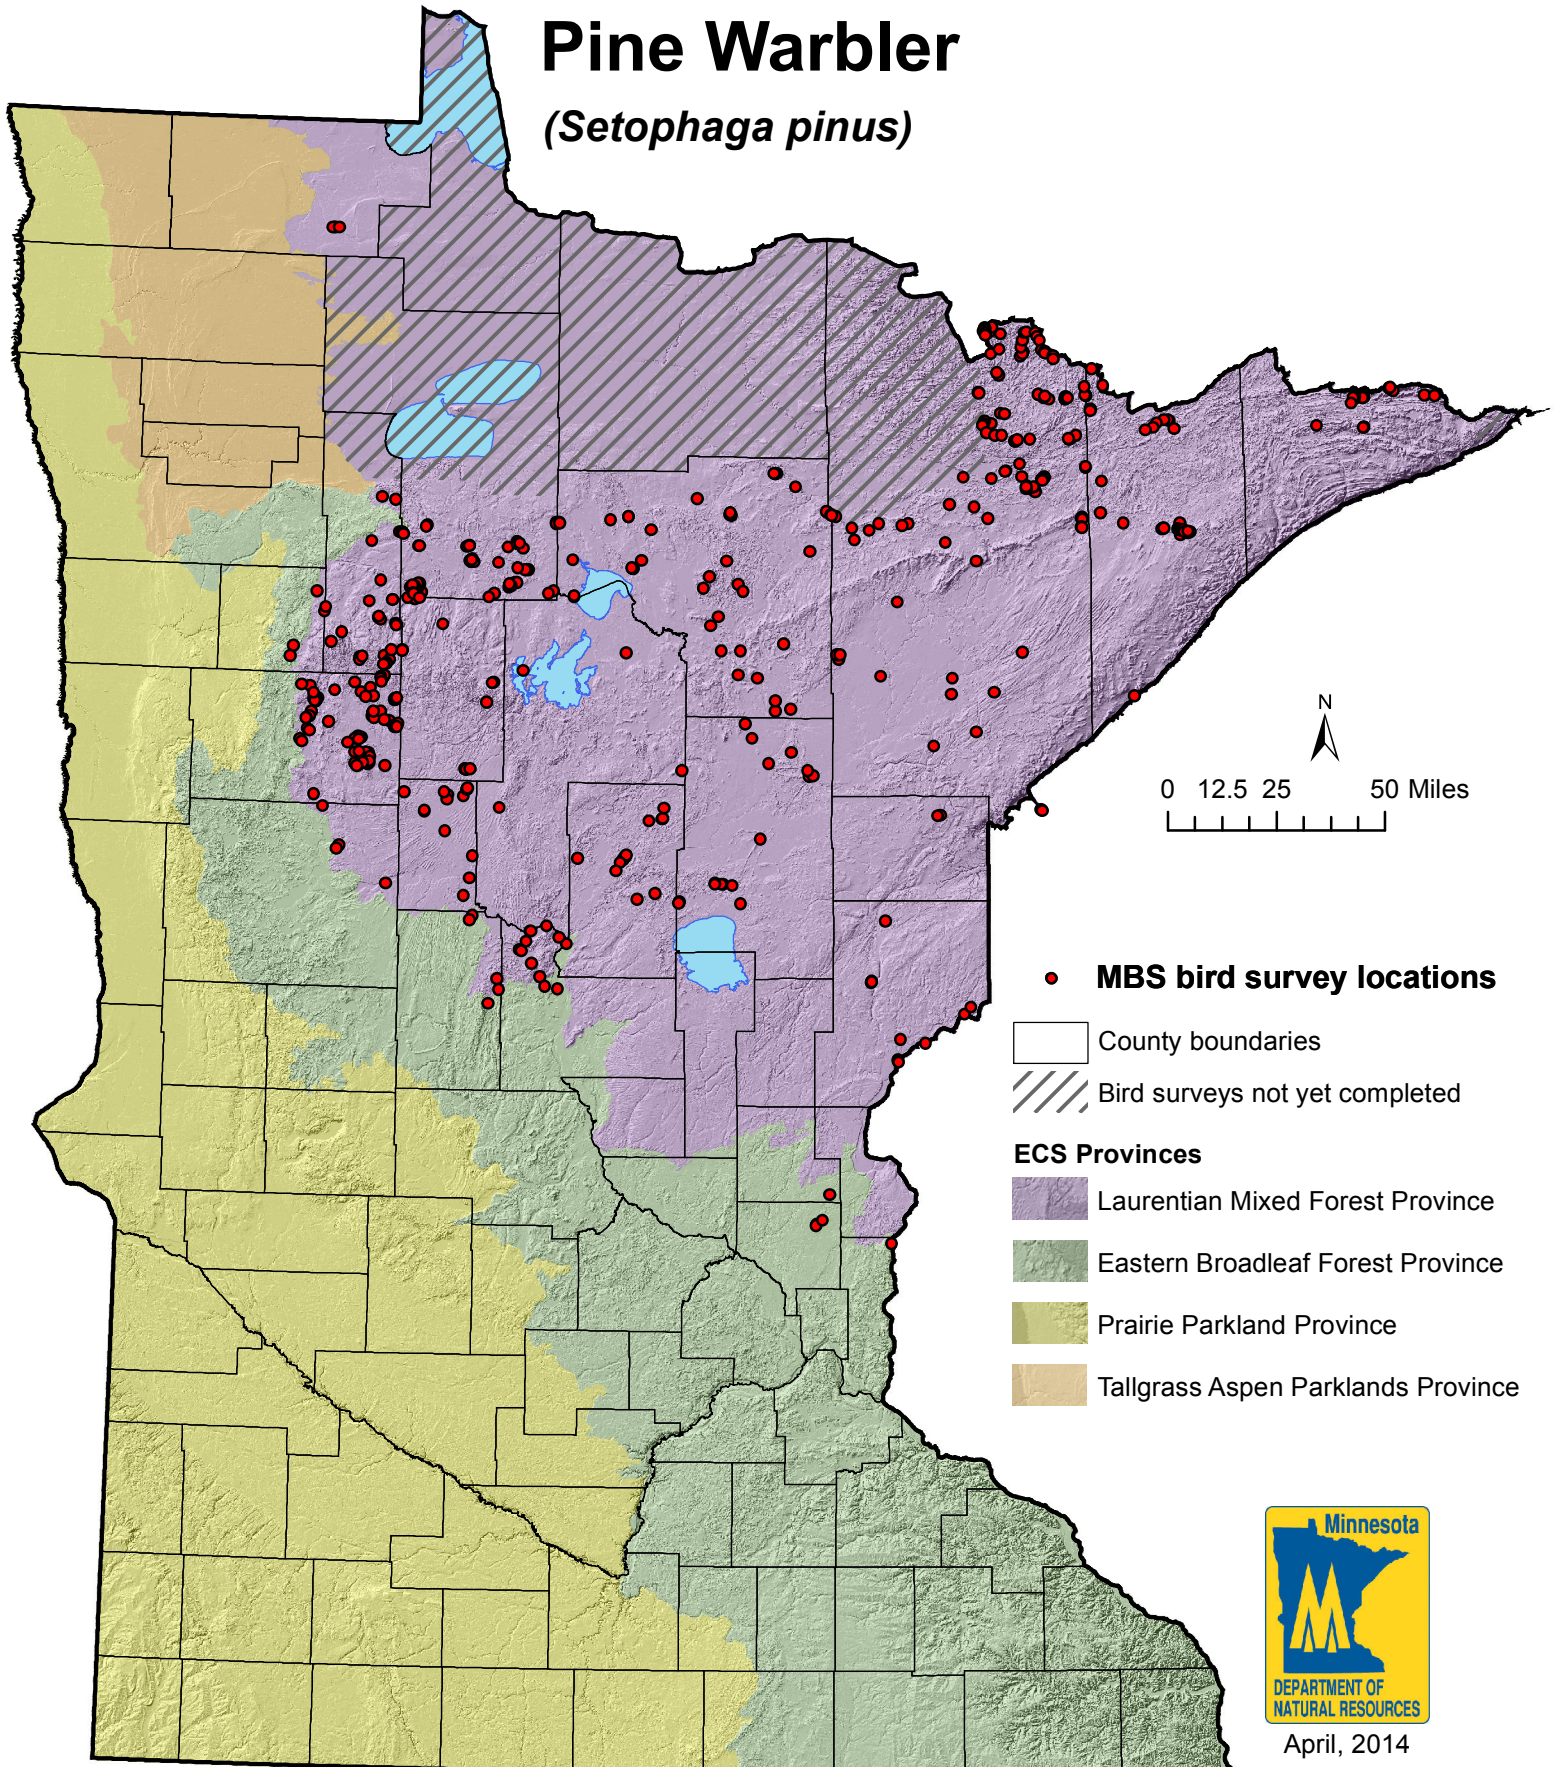 Pine Warbler
(Setophaga pinus)
N
0 12.5 25 50 Miles
MBS bird survey locations
County boundaries
Bird surveys not yet completed
ECS Provinces
Laurentian Mixed Forest Province
Eastern Broadleaf Forest Province
Prairie Parkland Province
Tallgrass Aspen Parklands Province
Minnesota
DEPARTMENT OF
NATURAL RESOURCES
April, 2014